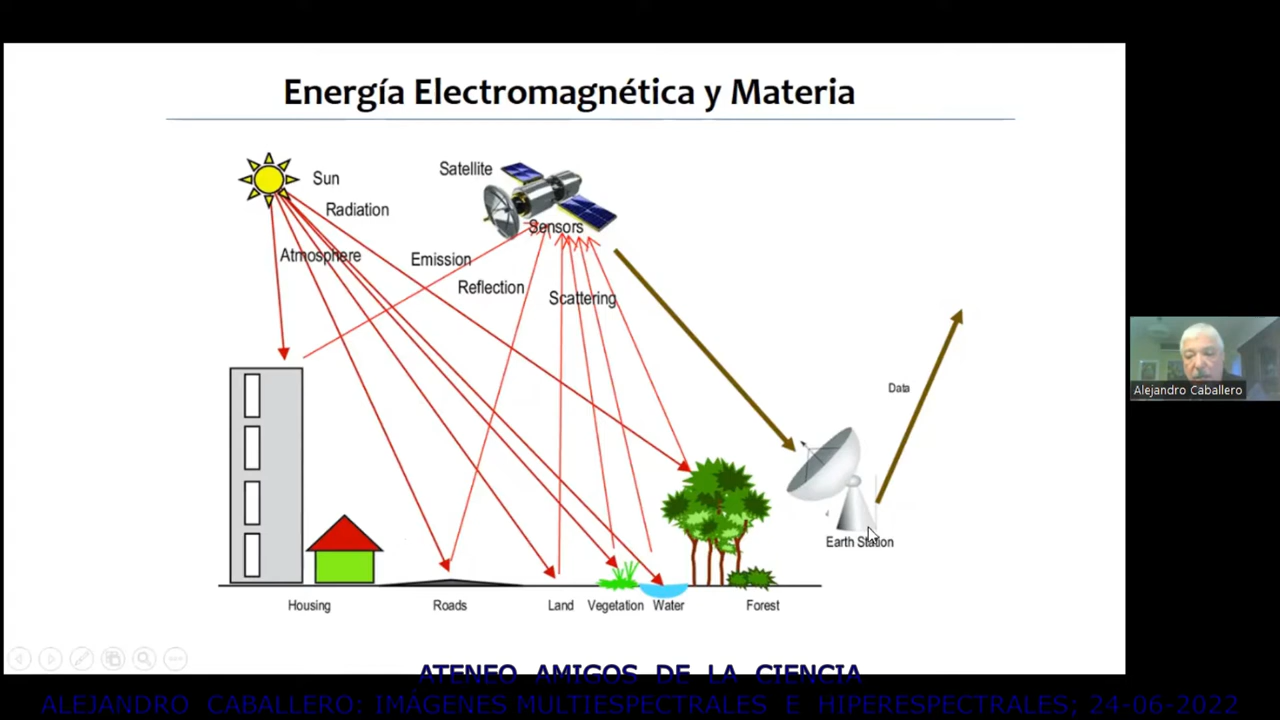 Energía Electromagnética y Materia
Sun
Satellite
Radiation
Sensors
Atmosphere
Emission
Reflection
Scattering
Data
Alejandro Caballero
Earth Station
Housing
Roads
Land
Vegetation
Water
Forest
ATENEO AMIGOS DE LA CIENCIA
ALEJANDRO CABALLERO: IMÁGENES MULTIESPECTRALES E HIPERESPECTRALES; 24-06-2022